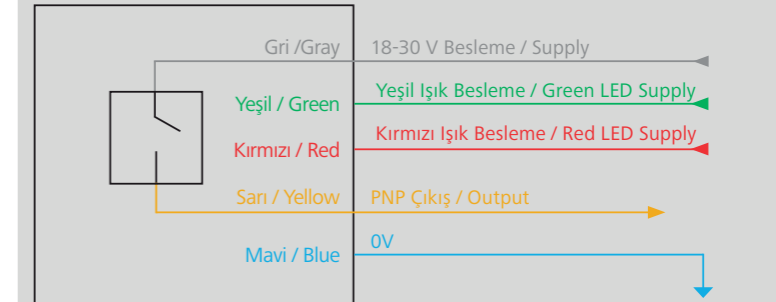 Gri /Gray 18-30 V Besleme / Supply
Yeşil / Green Yeşil Işık Besleme / Green LED Supply
Kırmızı / Red Kırmızı Işık Besleme / Red LED Supply
Sarı / Yellow PNP Çıkış / Output
Mavi / Blue 0V